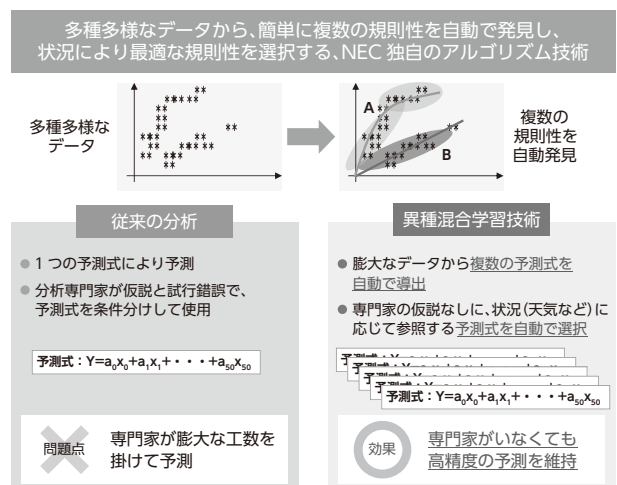 多種多様なデータから、簡単に複数の規則性を自動で発見し、
状況により最適な規則性を選択する、NEC 独自のアルゴリズム技術
多種多様な
データ
A
B
複数の
規則性を
自動発見
従来の分析
1 つの予測式により予測
分析専門家が仮説と試行錯誤で、
予測式を条件分けして使用
予測式：Y=a0x0+a1x1+・・・+a50x50
問題点
専門家が膨大な工数を
掛けて予測
異種混合学習技術
膨大なデータから複数の予測式を
自動で導出
専門家の仮説なしに、状況（天気など）に
応じて参照する予測式を自動で選択
予測式：Y=a0x0+a1x1+・・・+a50x50
効果
専門家がいなくても
高精度の予測を維持